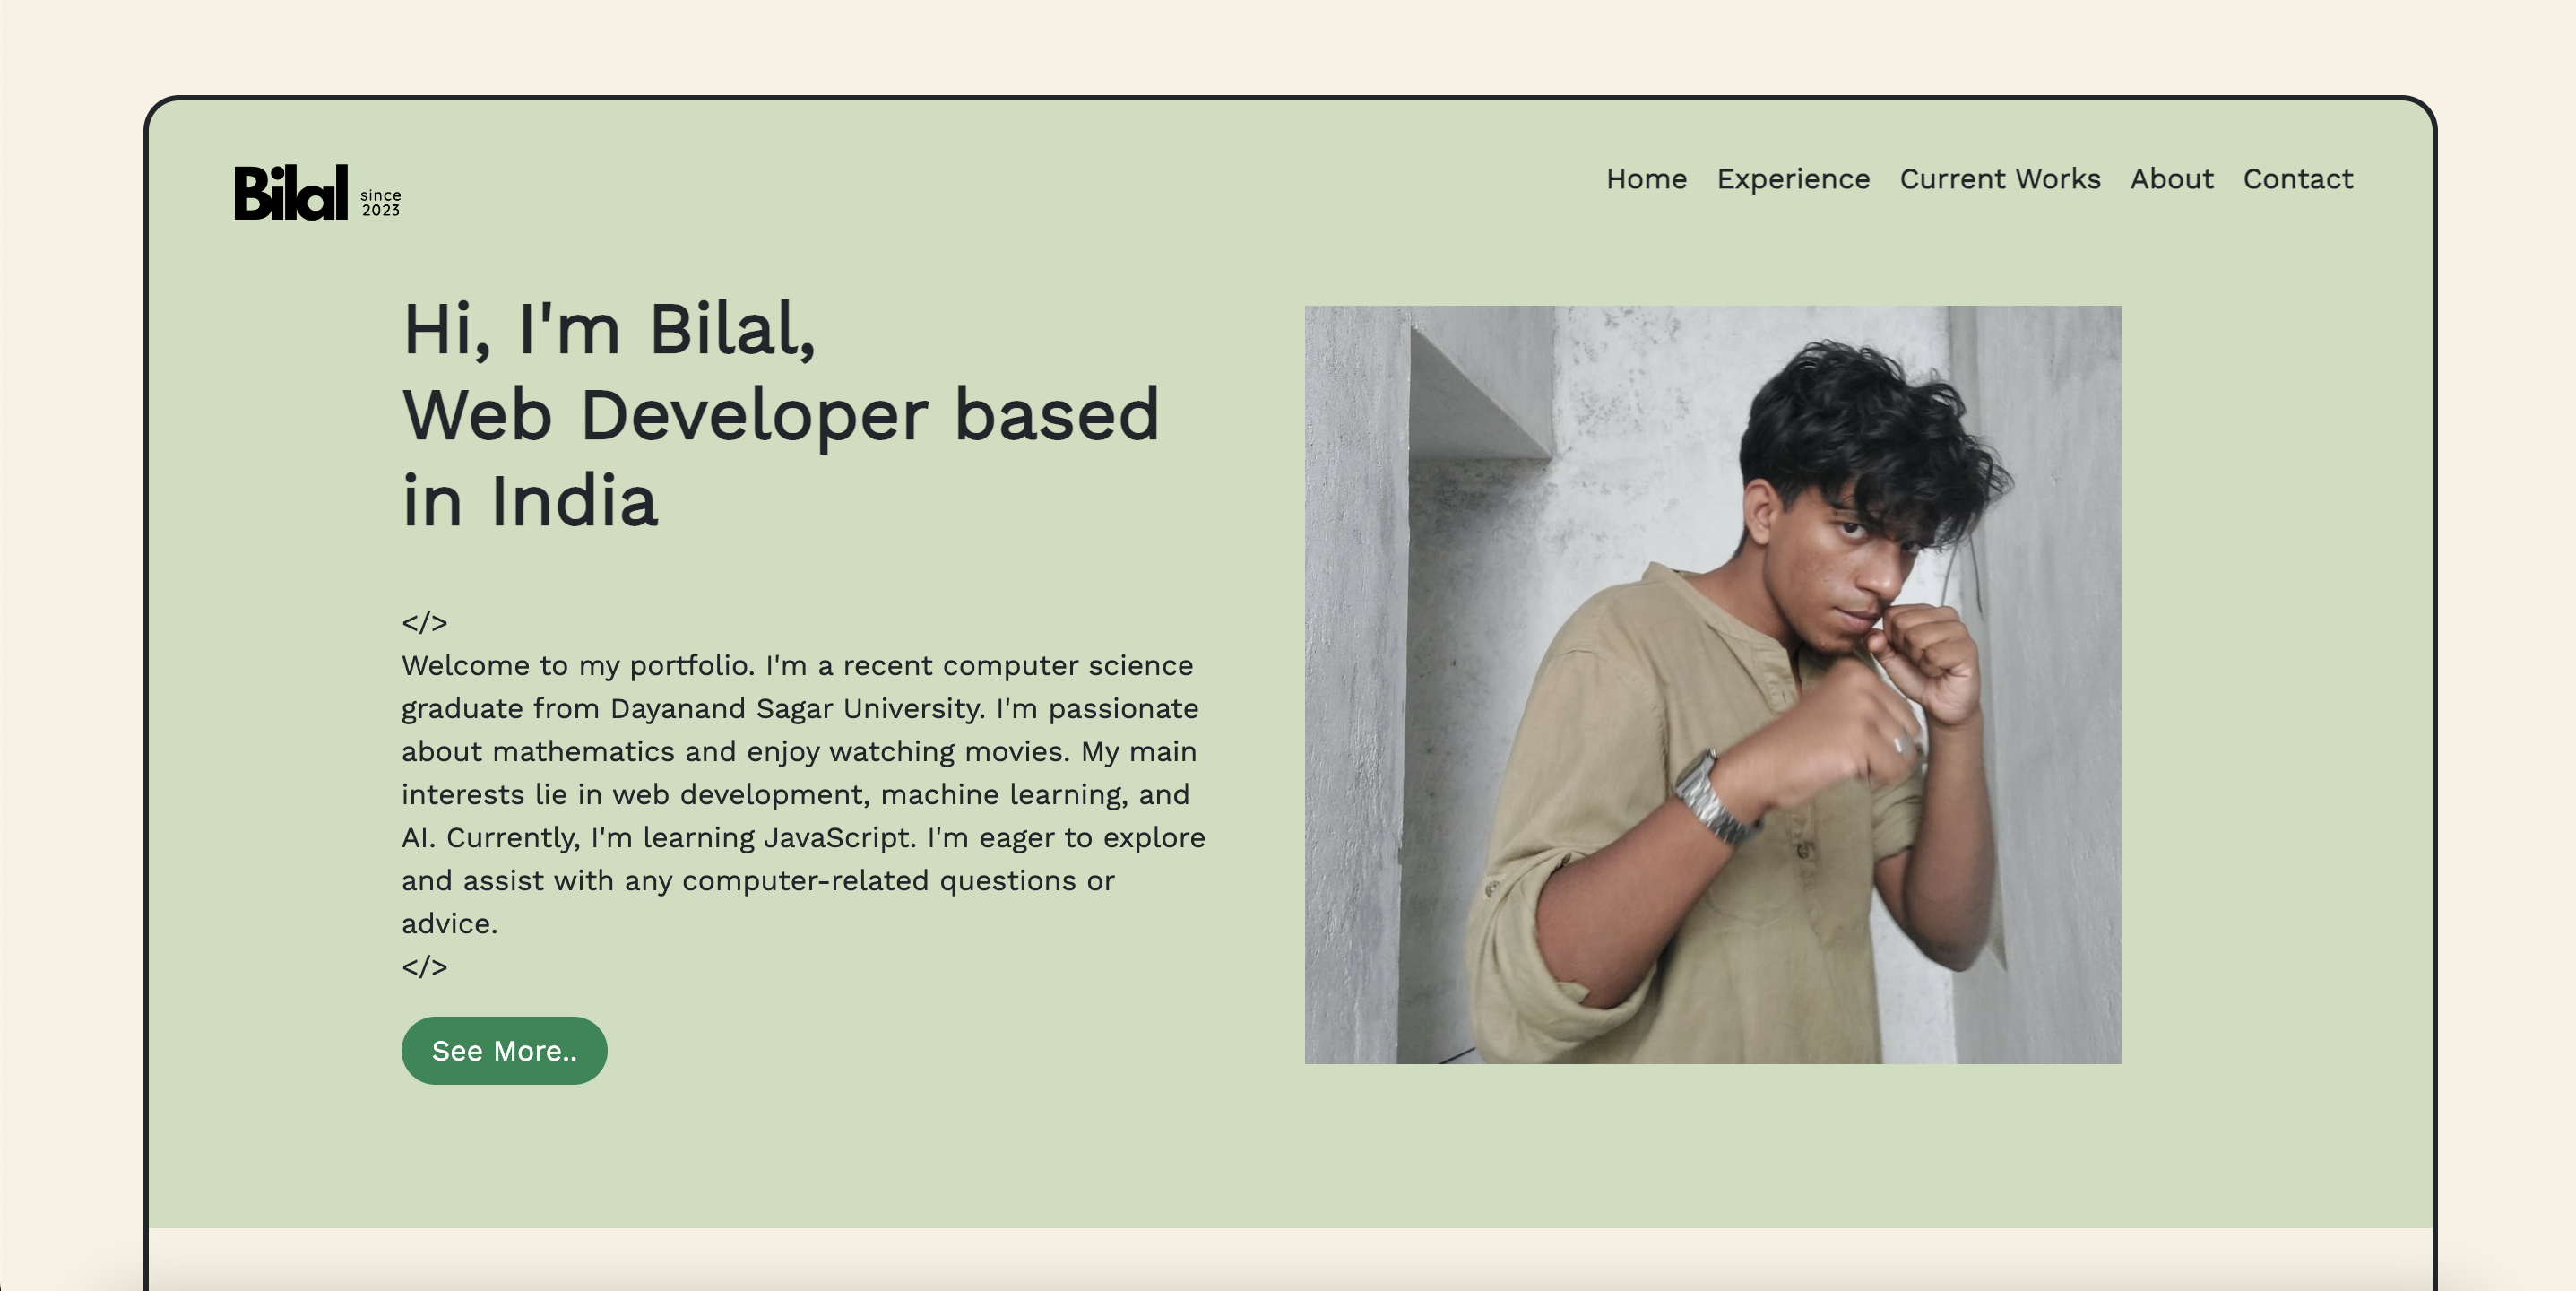 Bilal
since
2023
Home Experience Current Works About Contact
Hi, I'm Bilal,
Web Developer based
in India
</>
Welcome to my portfolio. I'm a recent computer science
graduate from Dayanand Sagar University. I'm passionate
about mathematics and enjoy watching movies. My main
interests lie in web development, machine learning, and
AI. Currently, I'm learning JavaScript. I'm eager to explore
and assist with any computer-related questions or
advice.
</>
See More..